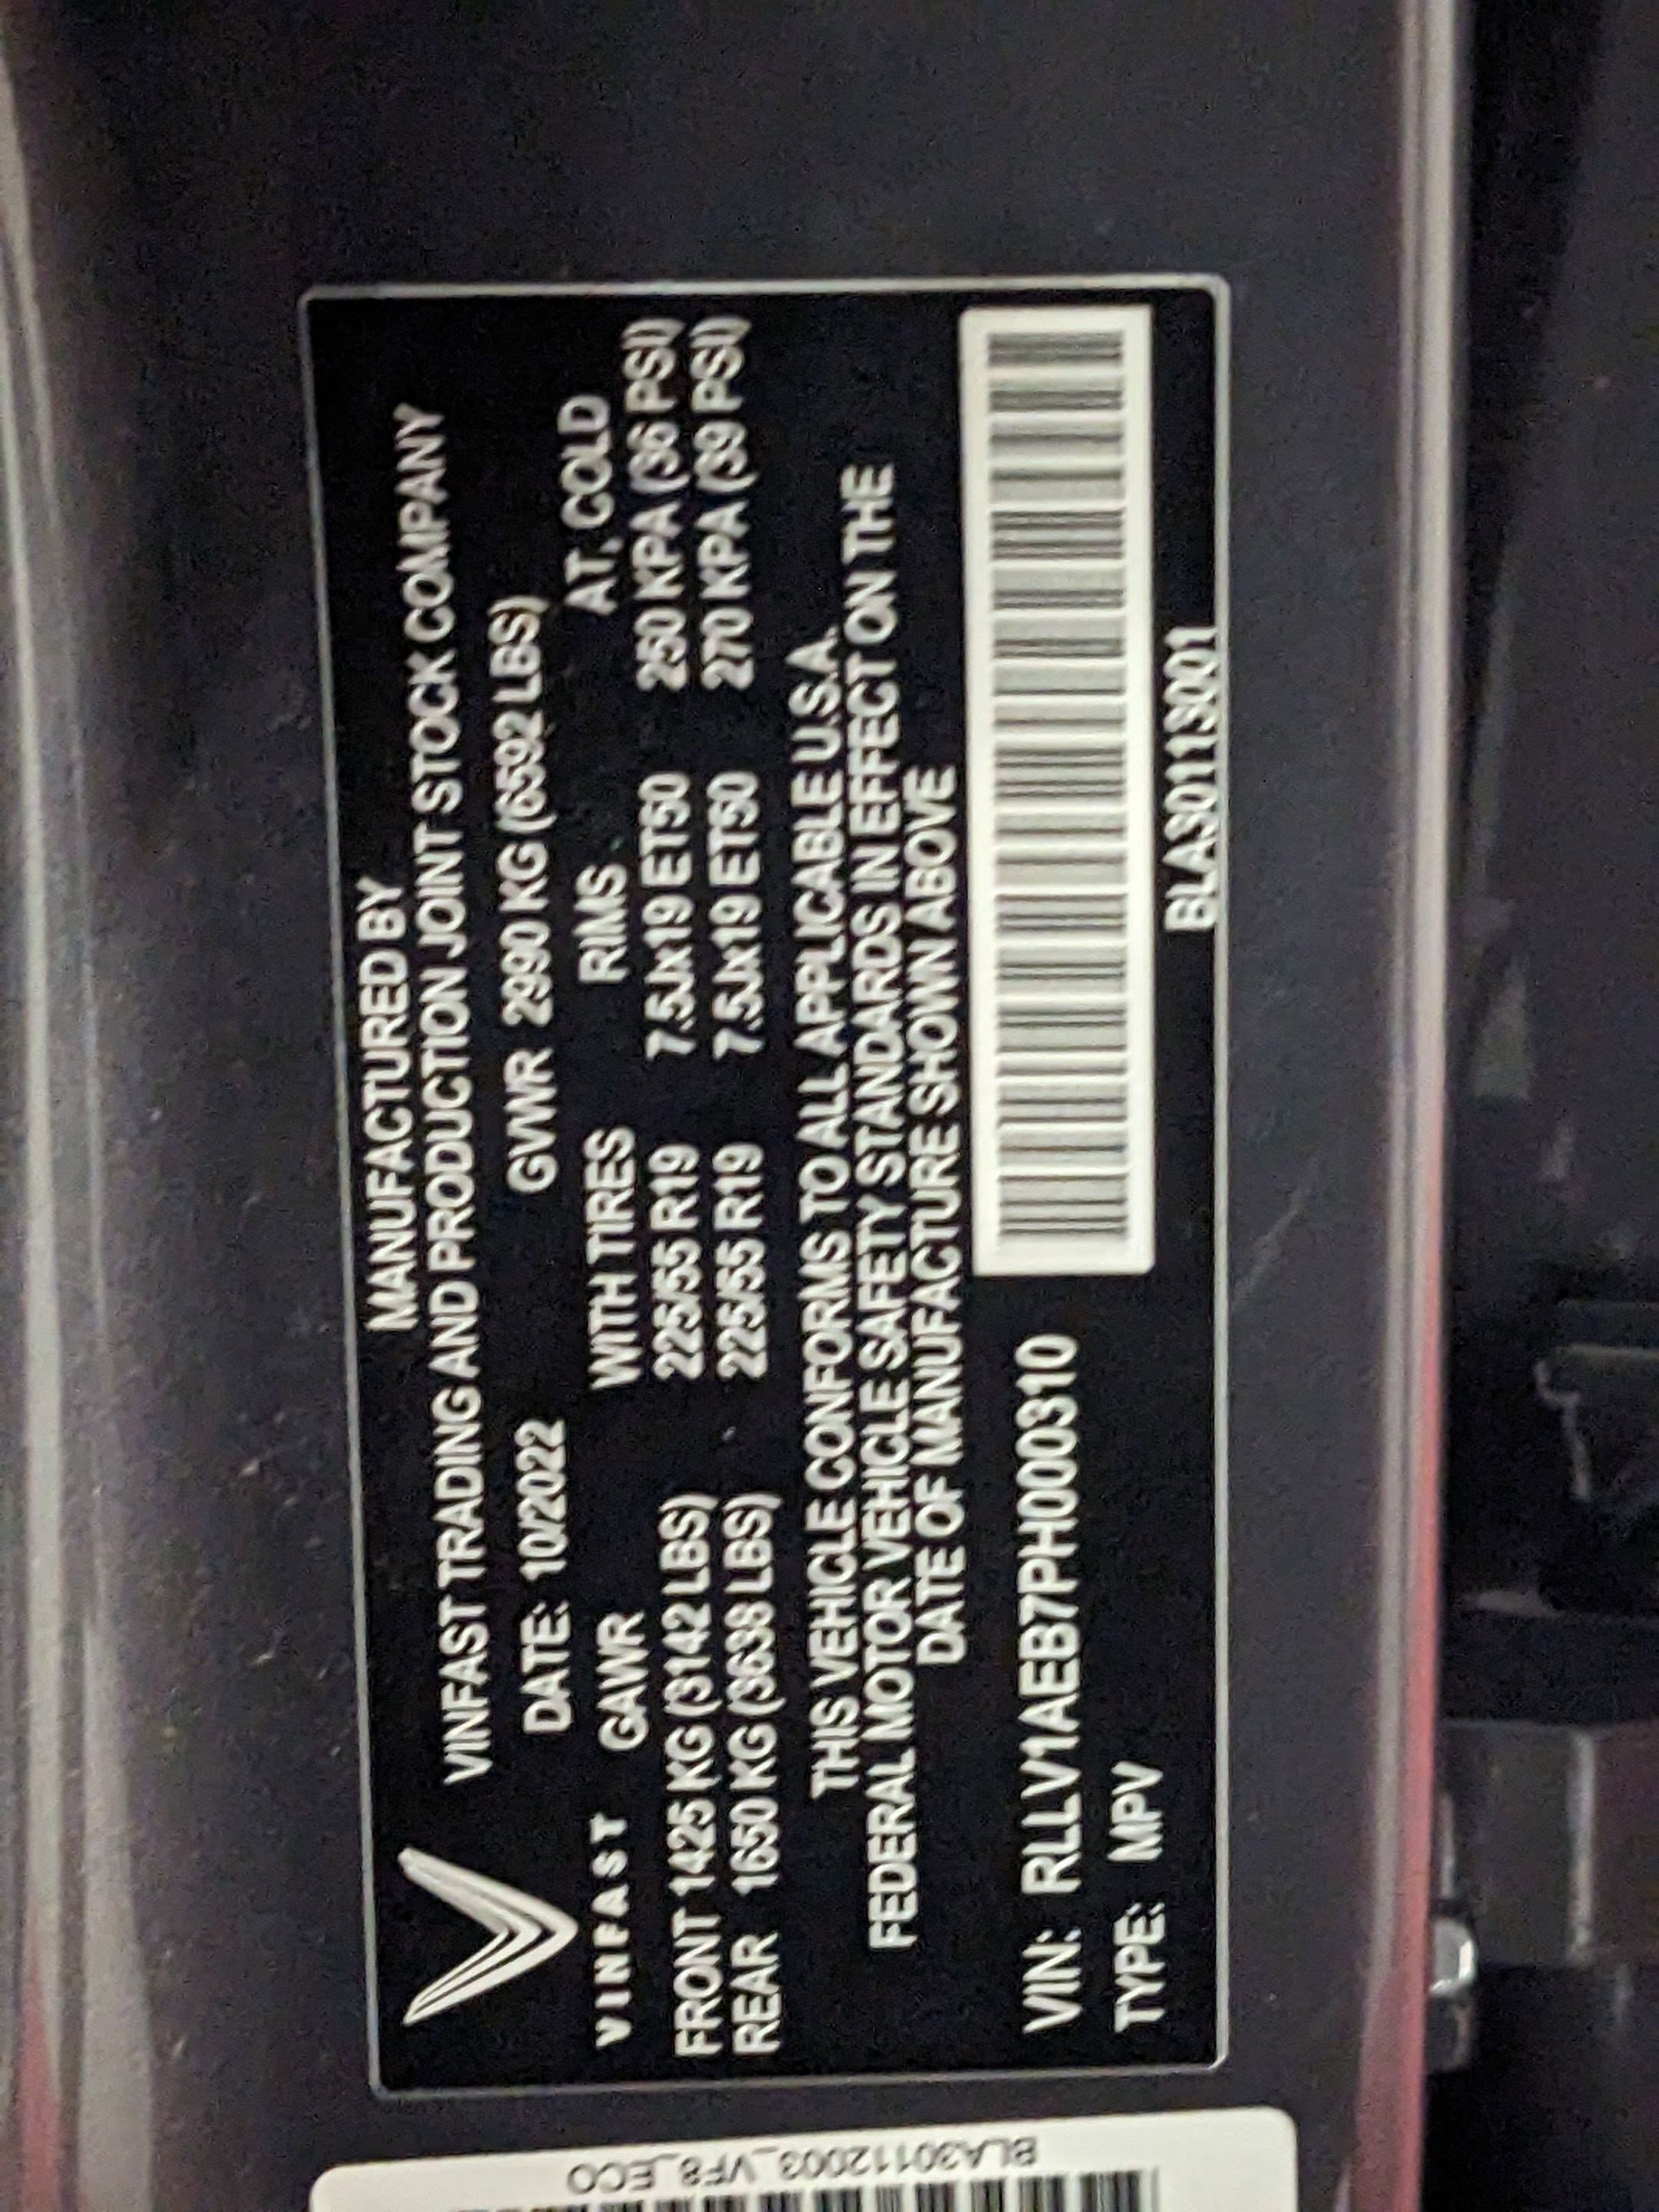 MANUFACTURED BY
VINFAST TRADING AND PRODUCTION JOINT STOCK COMPANY
DATE: 10/2022 GVWR 2990 KG (6592 LBS)
VINFAST GAWR WITH TIRES RIMS AT, COLD
FRONT 1425 KG (3142 LBS) 225/55 R19 7.5Jx19 ET50 250 KPA (36 PSI)
REAR 1650 KG (3638 LBS) 225/55 R19 7.5Jx19 ET50 270 KPA (39 PSI)
THIS VEHICLE CONFORMS TO ALL APPLICABLE U.S.A.
FEDERAL MOTOR VEHICLE SAFETY STANDARDS IN EFFECT ON THE
DATE OF MANUFACTURE SHOWN ABOVE
VIN: RLLV1AEB7PH000310
TYPE: MPV
BLAS0113001
BLA30112003_VF8_ECO